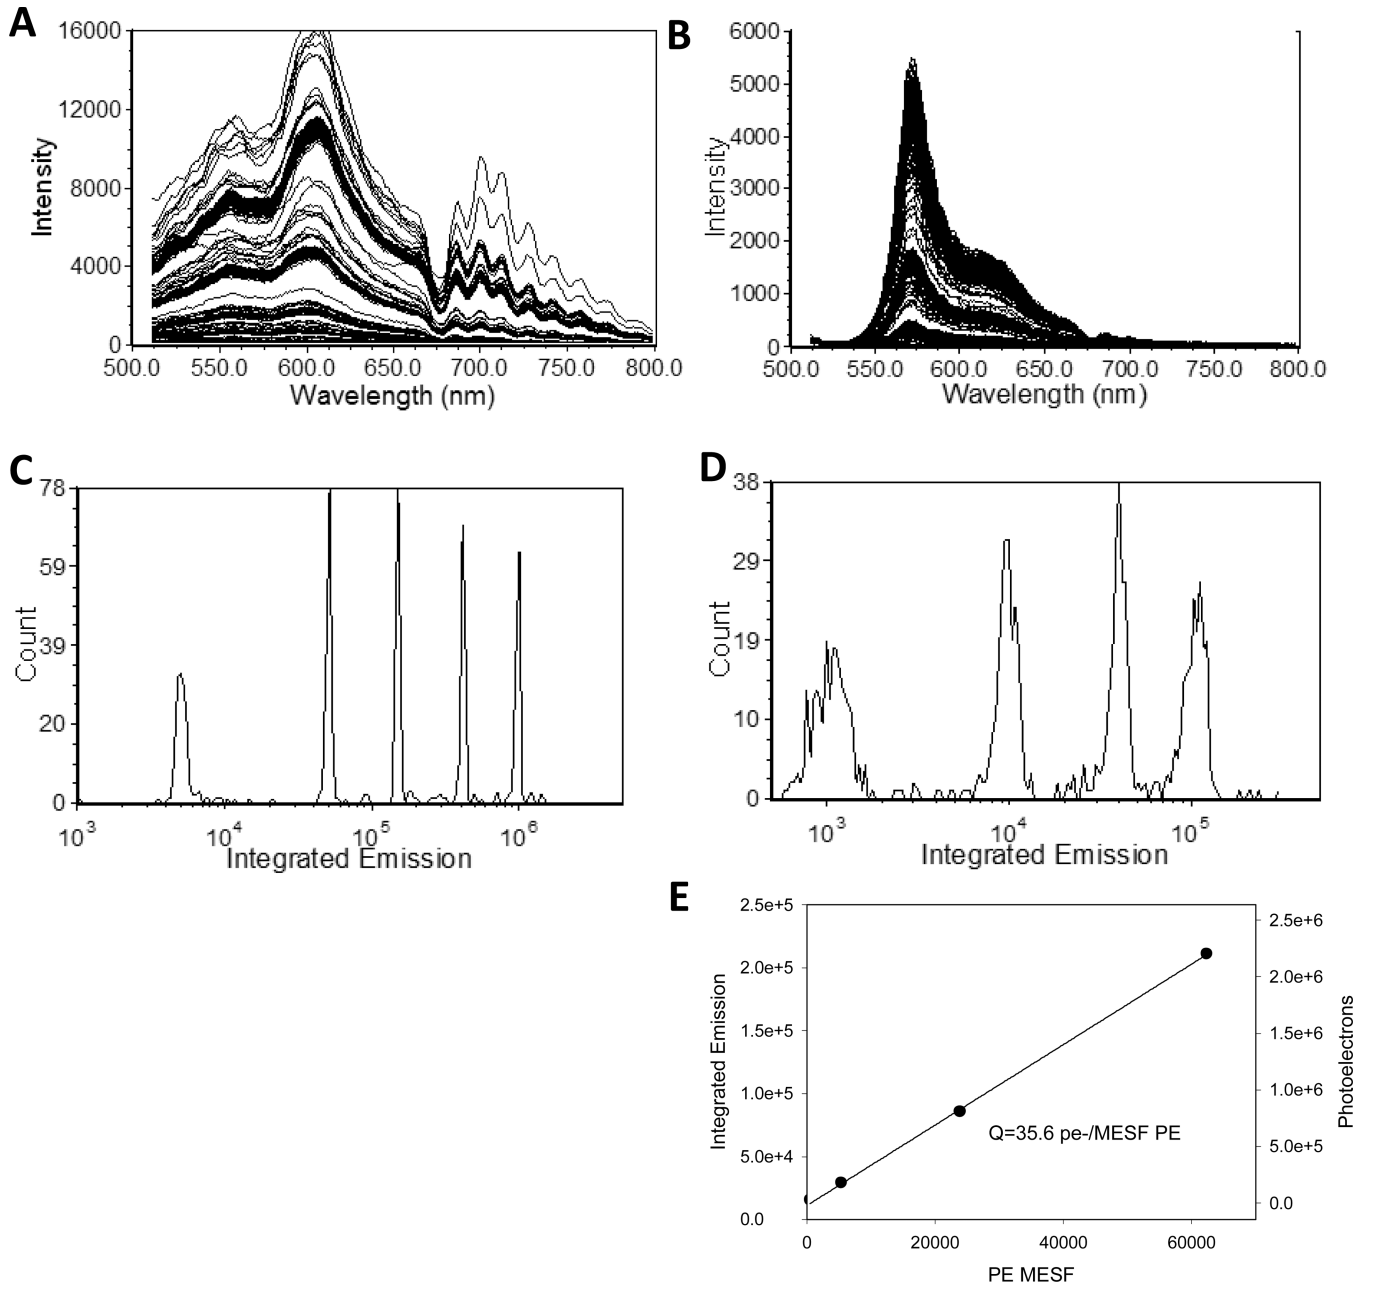 A
16000
12000
8000
4000
0
Intensity
500.0 550.0 600.0 650.0 700.0 750.0 800.0
Wavelength (nm)
B
6000
5000
4000
3000
2000
1000
0
Intensity
500.0 550.0 600.0 650.0 700.0 750.0 800.0
Wavelength (nm)
C
78
59
39
20
0
Count
10³ 10⁴ 10⁵ 10⁶
Integrated Emission
D
38
29
19
10
0
Count
10³ 10⁴ 10⁵
Integrated Emission
E
2.5e+5
2.0e+5
1.5e+5
1.0e+5
5.0e+4
0.0
Integrated Emission
Q=35.6 pe-/MESF PE
2.5e+6
2.0e+6
1.5e+6
1.0e+6
5.0e+5
0.0
Photoelectrons
0 20000 40000 60000
PE MESF